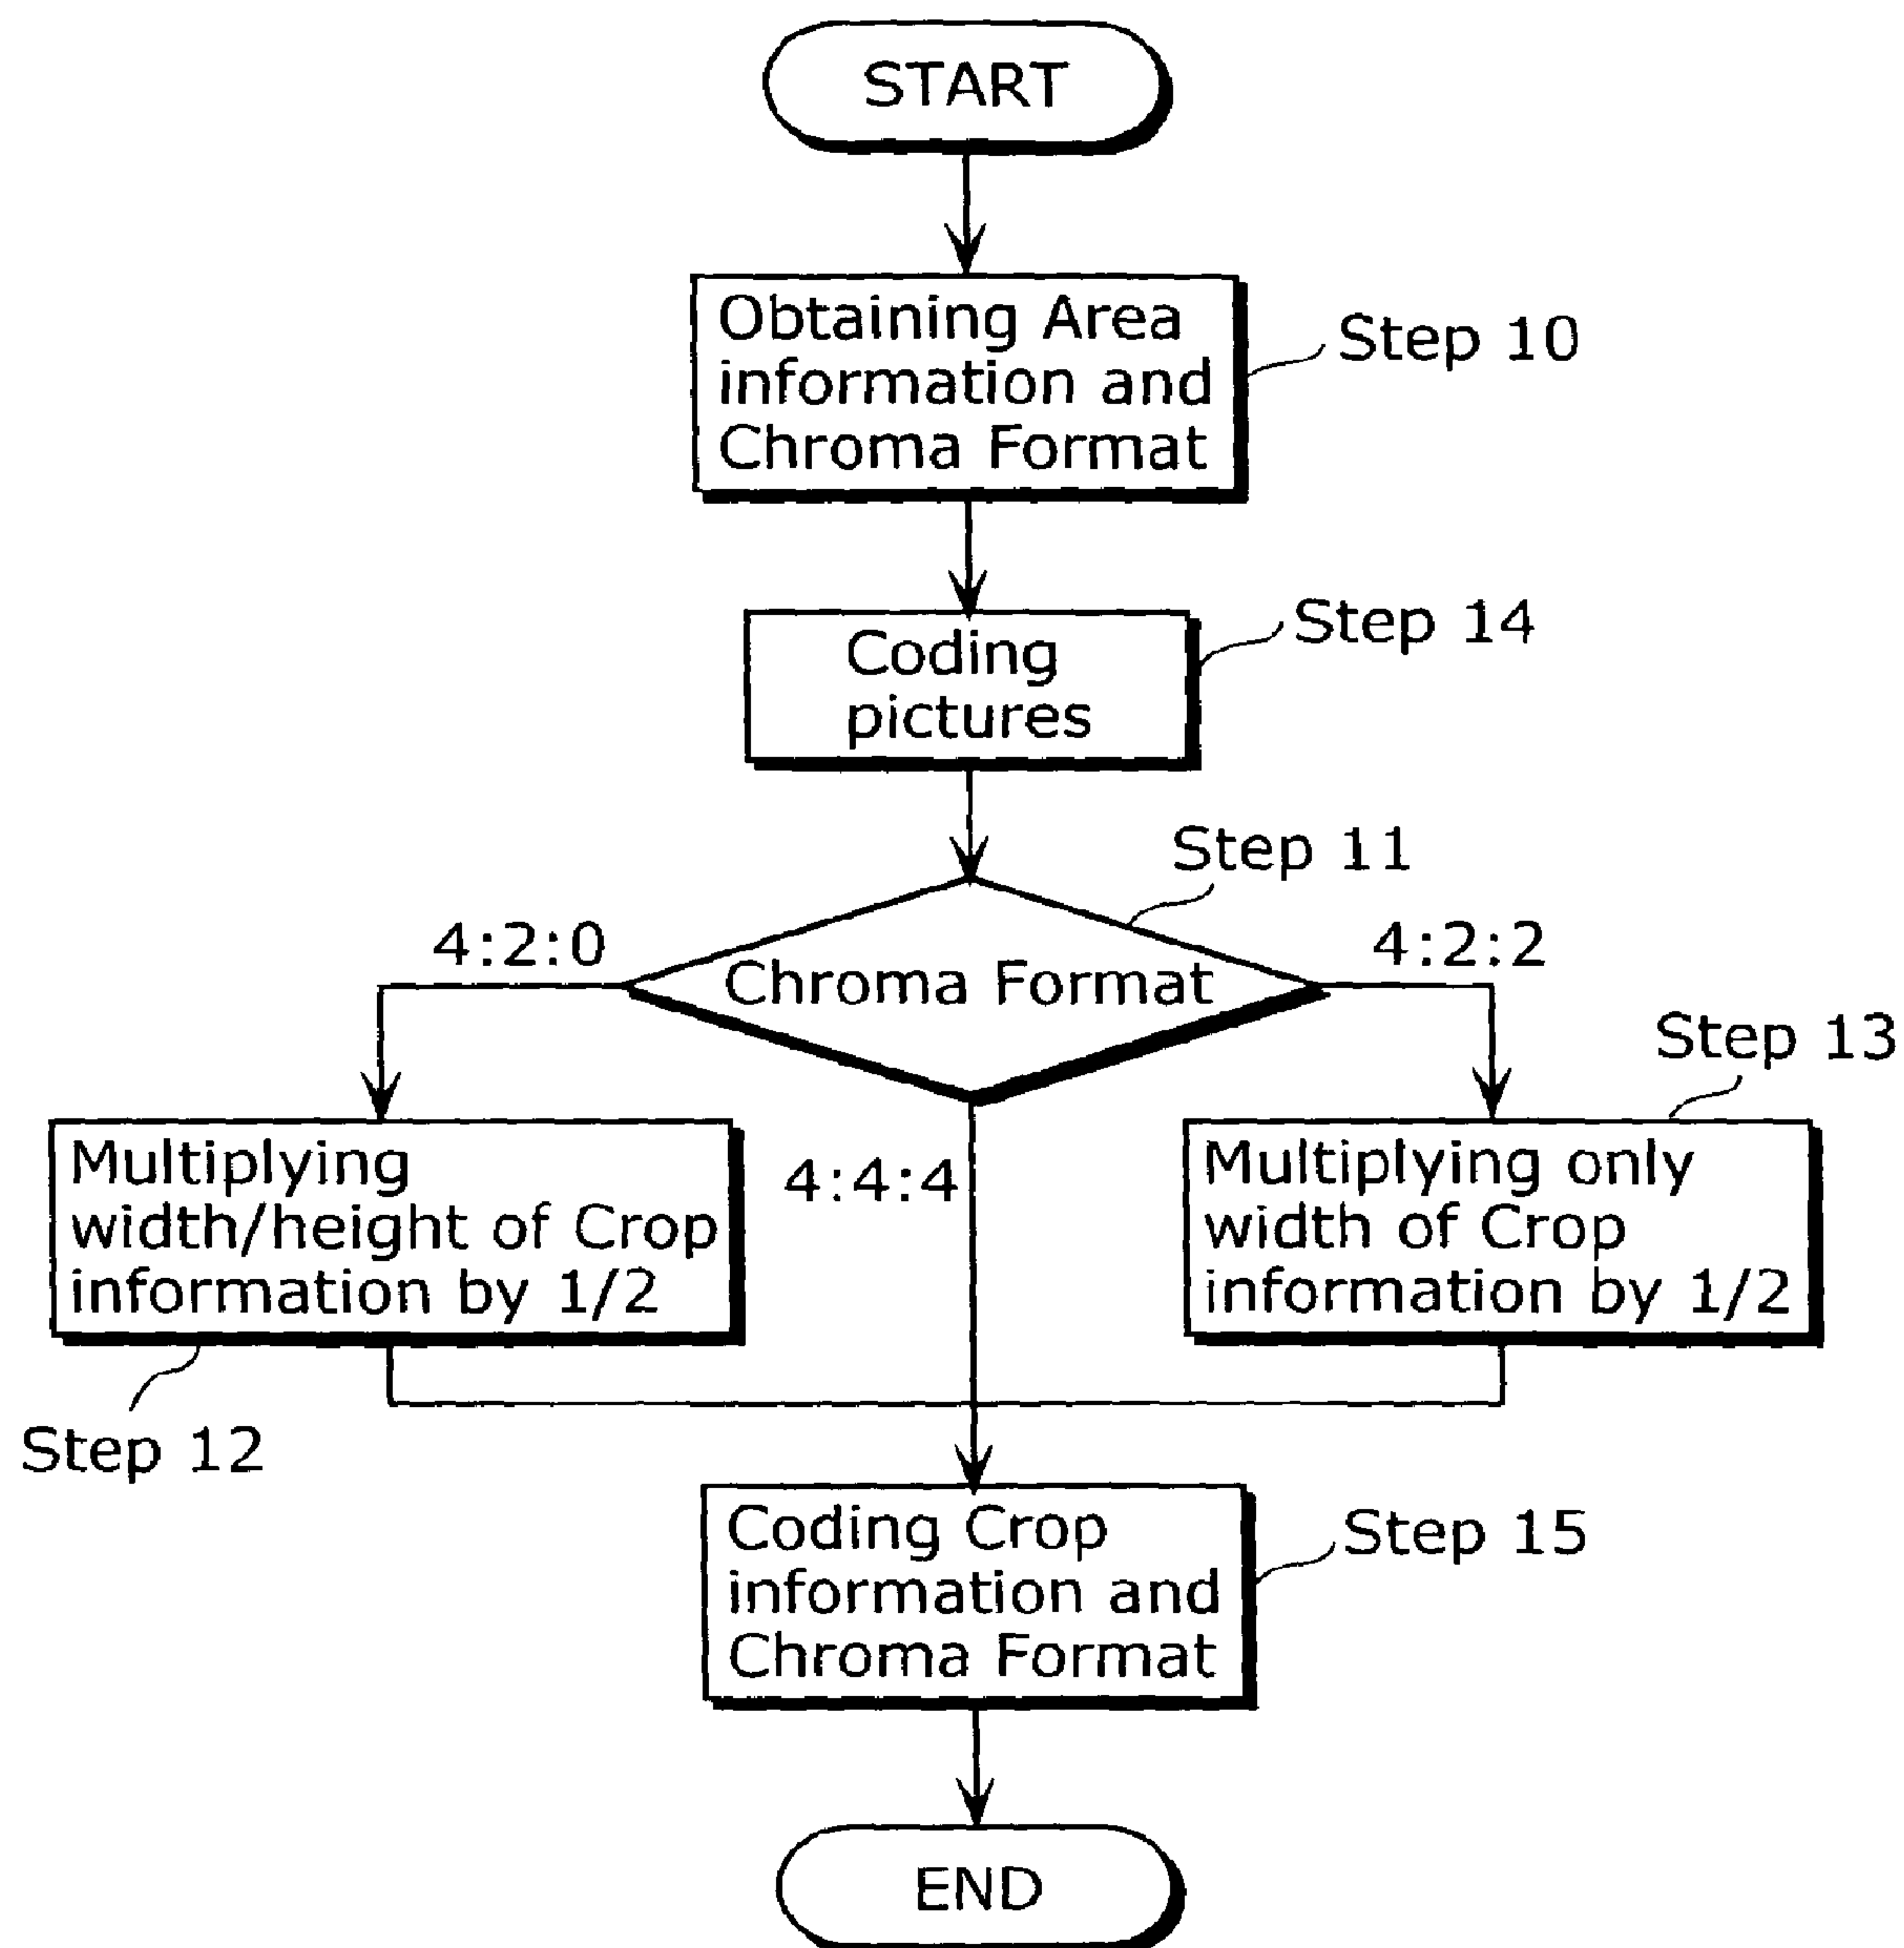 START
Obtaining Area
information and
Chroma Format
Step 10
Coding
pictures
Step 14
Step 11
4:2:0
Chroma Format
4:2:2
Step 13
Multiplying
width/height of Crop
information by 1/2
4:4:4
Multiplying only
width of Crop
information by 1/2
Step 12
Coding Crop
information and
Chroma Format
Step 15
END